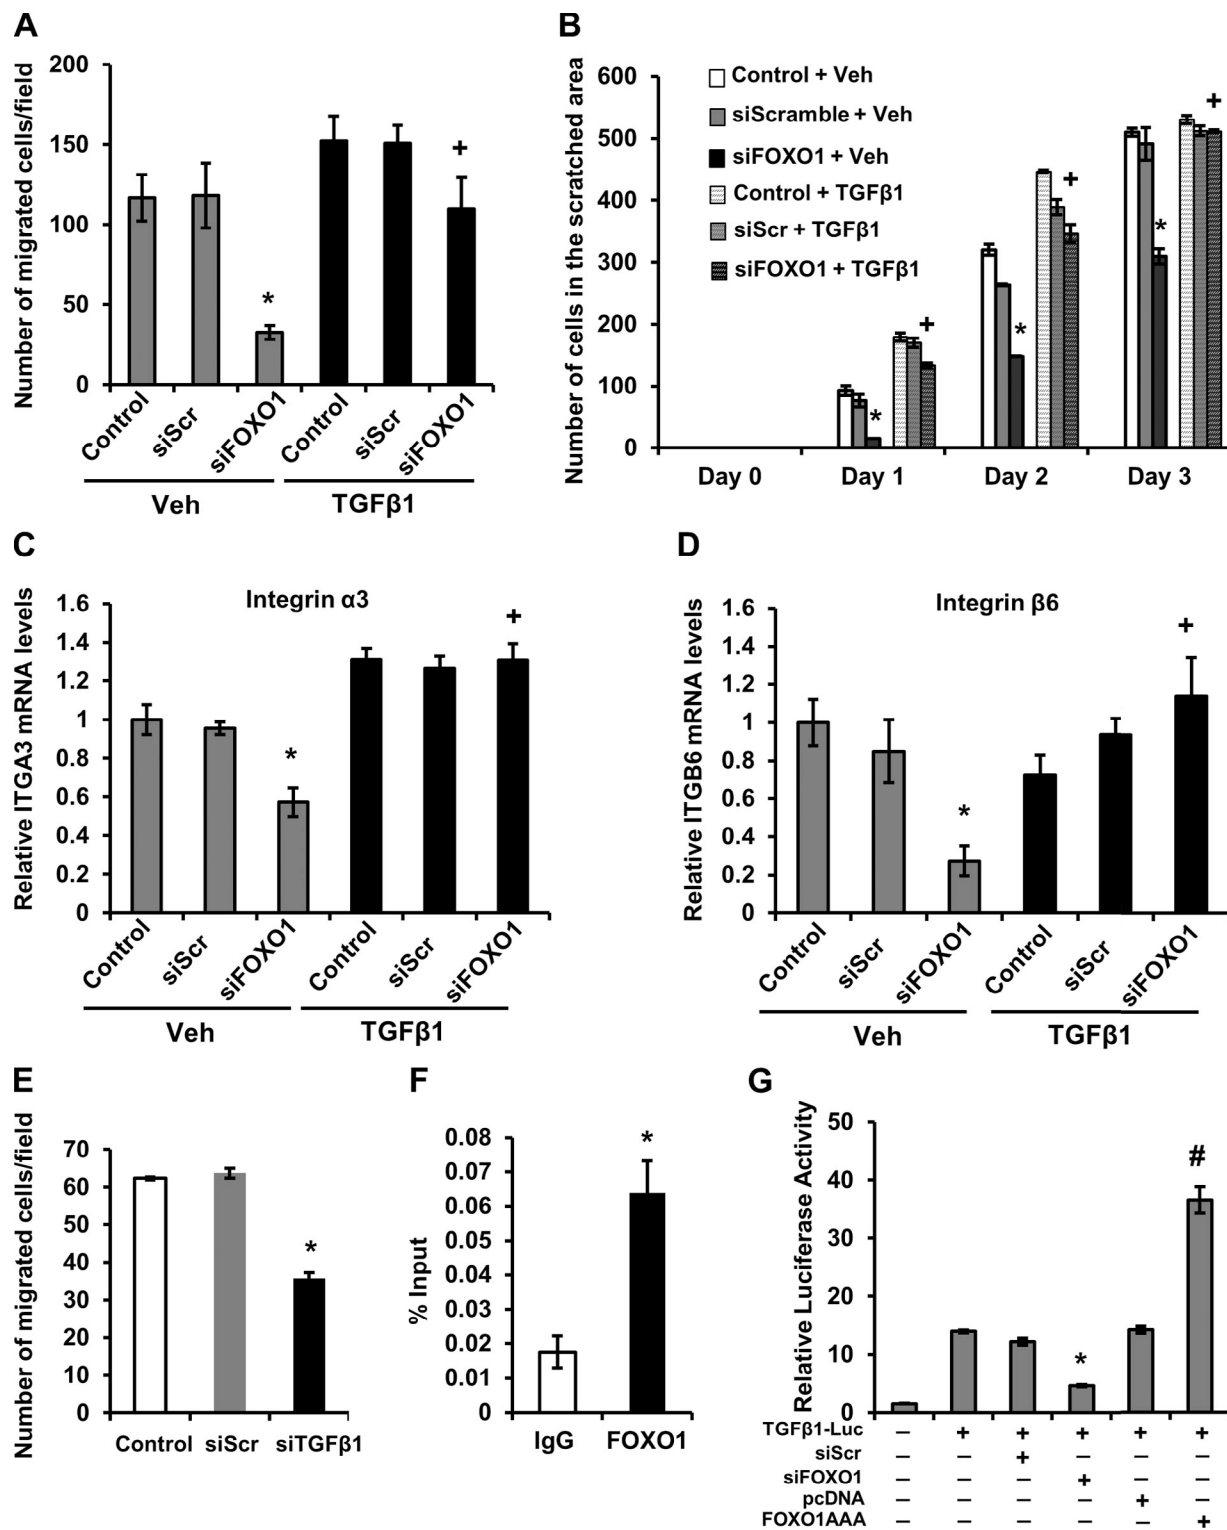 A
Number of migrated cells/field
200
150
100
50
0
*
+
Control
siScr
siFOXO1
Control
siScr
siFOXO1
Veh
TGFβ1
B
Number of cells in the scratched area
600
500
400
300
200
100
0
Control + Veh
siScramble + Veh
siFOXO1 + Veh
Control + TGFβ1
siScr + TGFβ1
siFOXO1 + TGFβ1
*
+
*
+
*
+
Day 0
Day 1
Day 2
Day 3
C
Integrin α3
Relative ITGA3 mRNA levels
1.6
1.4
1.2
1
0.8
0.6
0.4
0.2
0
*
+
Control
siScr
siFOXO1
Control
siScr
siFOXO1
Veh
TGFβ1
D
Integrin β6
Relative ITGB6 mRNA levels
1.6
1.4
1.2
1
0.8
0.6
0.4
0.2
0
*
+
Control
siScr
siFOXO1
Control
siScr
siFOXO1
Veh
TGFβ1
E
Number of migrated cells/field
70
60
50
40
30
20
10
0
*
Control siScr siTGFβ1
F
% Input
0.08
0.07
0.06
0.05
0.04
0.03
0.02
0.01
0
*
IgG FOXO1
G
Relative Luciferase Activity
50
40
30
20
10
0
*
#
TGFβ1-Luc – + + + + +
siScr – – + – – –
siFOXO1 – – – + – –
pcDNA – – – – + –
FOXO1AAA – – – – – +